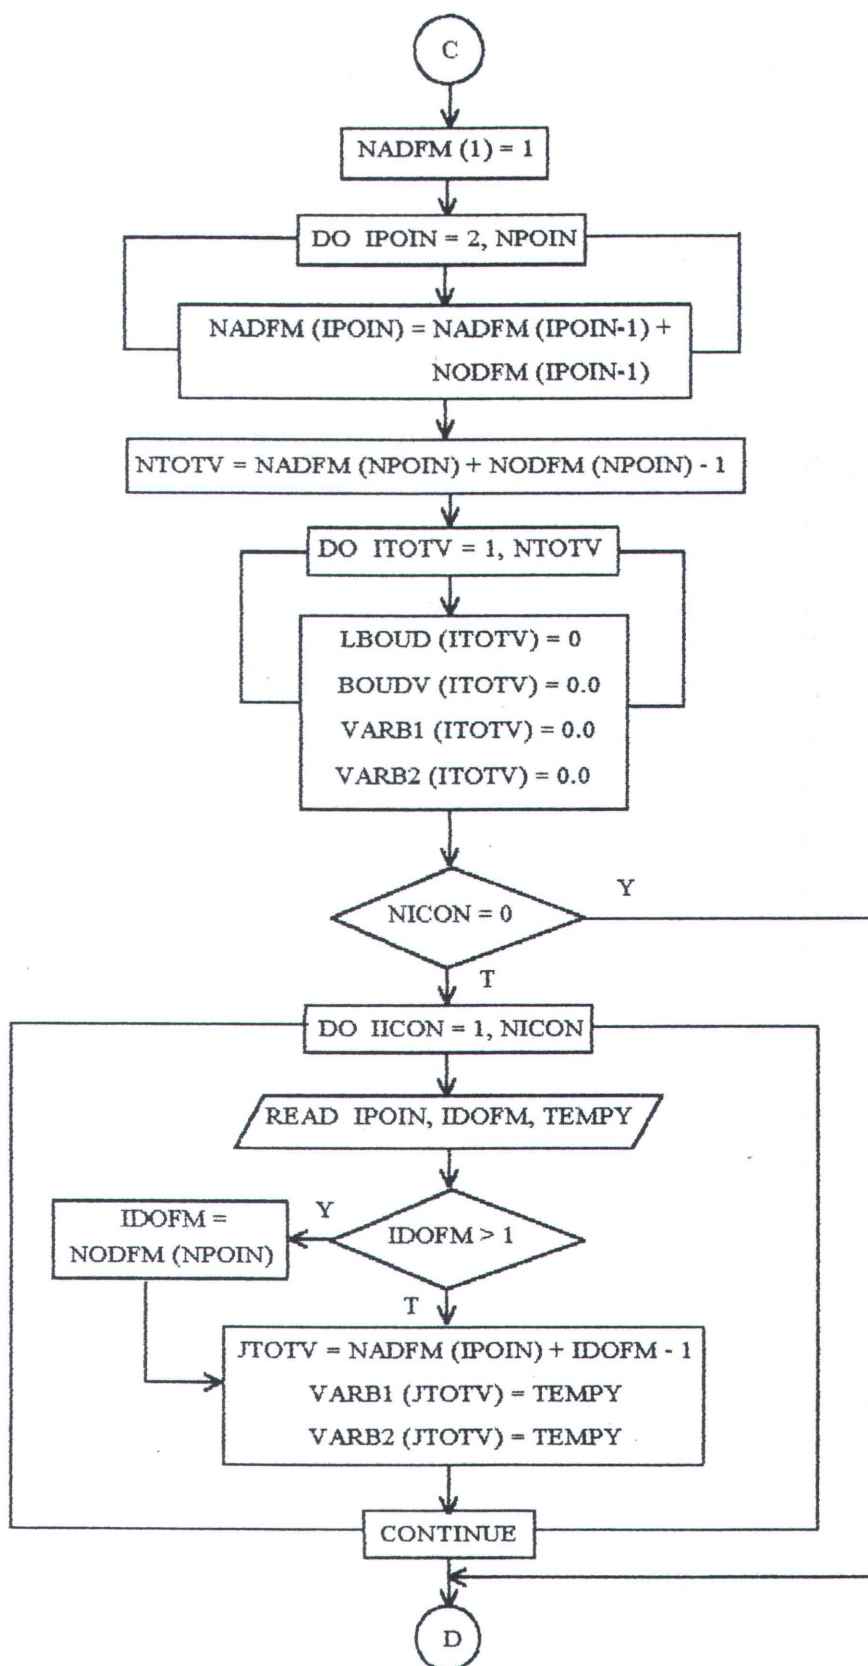 C
NADFM (1) = 1
DO IPOIN = 2, NPOIN
NADFM (IPOIN) = NADFM (IPOIN-1) +
NODFM (IPOIN-1)
NTOTV = NADFM (NPOIN) + NODFM (NPOIN) - 1
DO ITOTV = 1, NTOTV
LBOUD (ITOTV) = 0
BOUDV (ITOTV) = 0.0
VARB1 (ITOTV) = 0.0
VARB2 (ITOTV) = 0.0
NICON = 0
Y
T
DO IICON = 1, NICON
READ IPOIN, IDOFM, TEMPY
IDOFM > 1
Y
IDOFM =
NODFM (NPOIN)
T
JTOTV = NADFM (IPOIN) + IDOFM - 1
VARB1 (JTOTV) = TEMPY
VARB2 (JTOTV) = TEMPY
CONTINUE
D